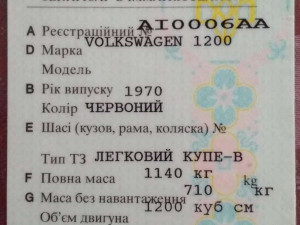 A Реєстраційний № AI0006AA
D Марка VOLKSWAGEN 1200
Модель
B Рік випуску 1970
Колір ЧЕРВОНИЙ
E Шасі (кузов, рама, коляска) №
Тип ТЗ ЛЕГКОВИЙ КУПЕ-В
F Повна маса 1140 кг kg
G Маса без навантаження 710 кг
Об'єм двигуна 1200 куб см